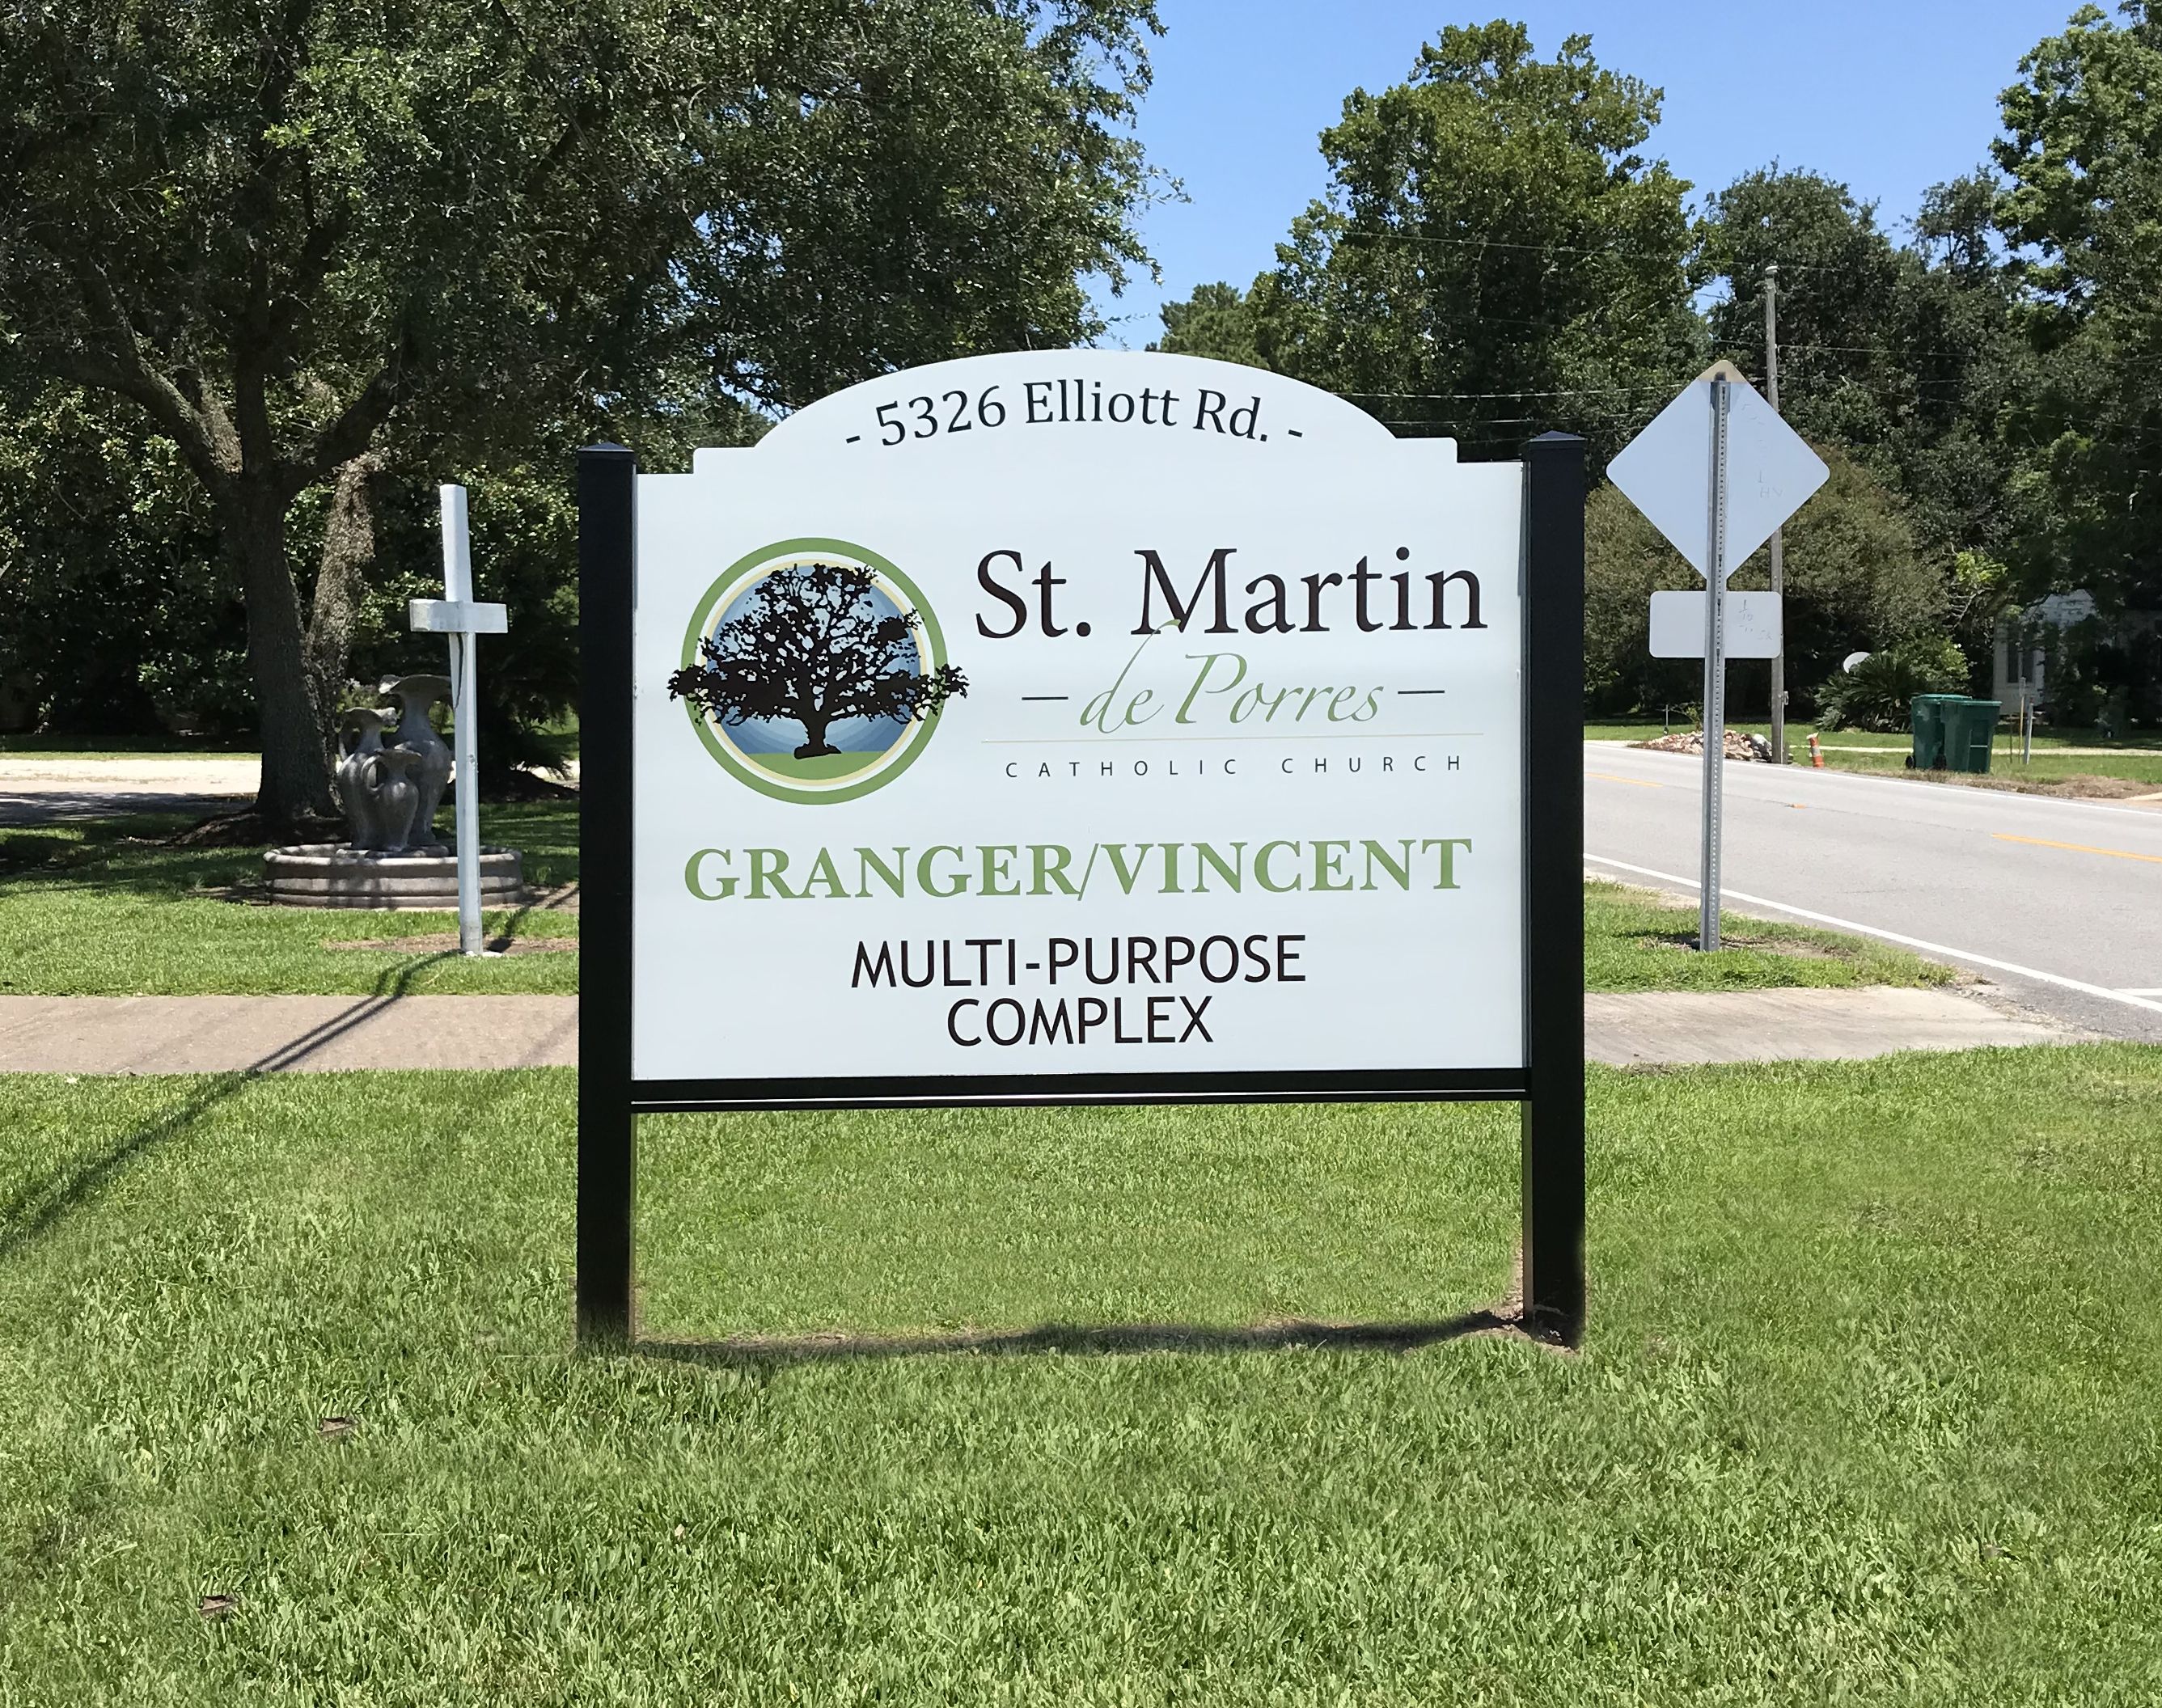 - 5326 Elliott Rd. -
St. Martin
- de Porres -
CATHOLIC CHURCH
GRANGER/VINCENT
MULTI-PURPOSE
COMPLEX